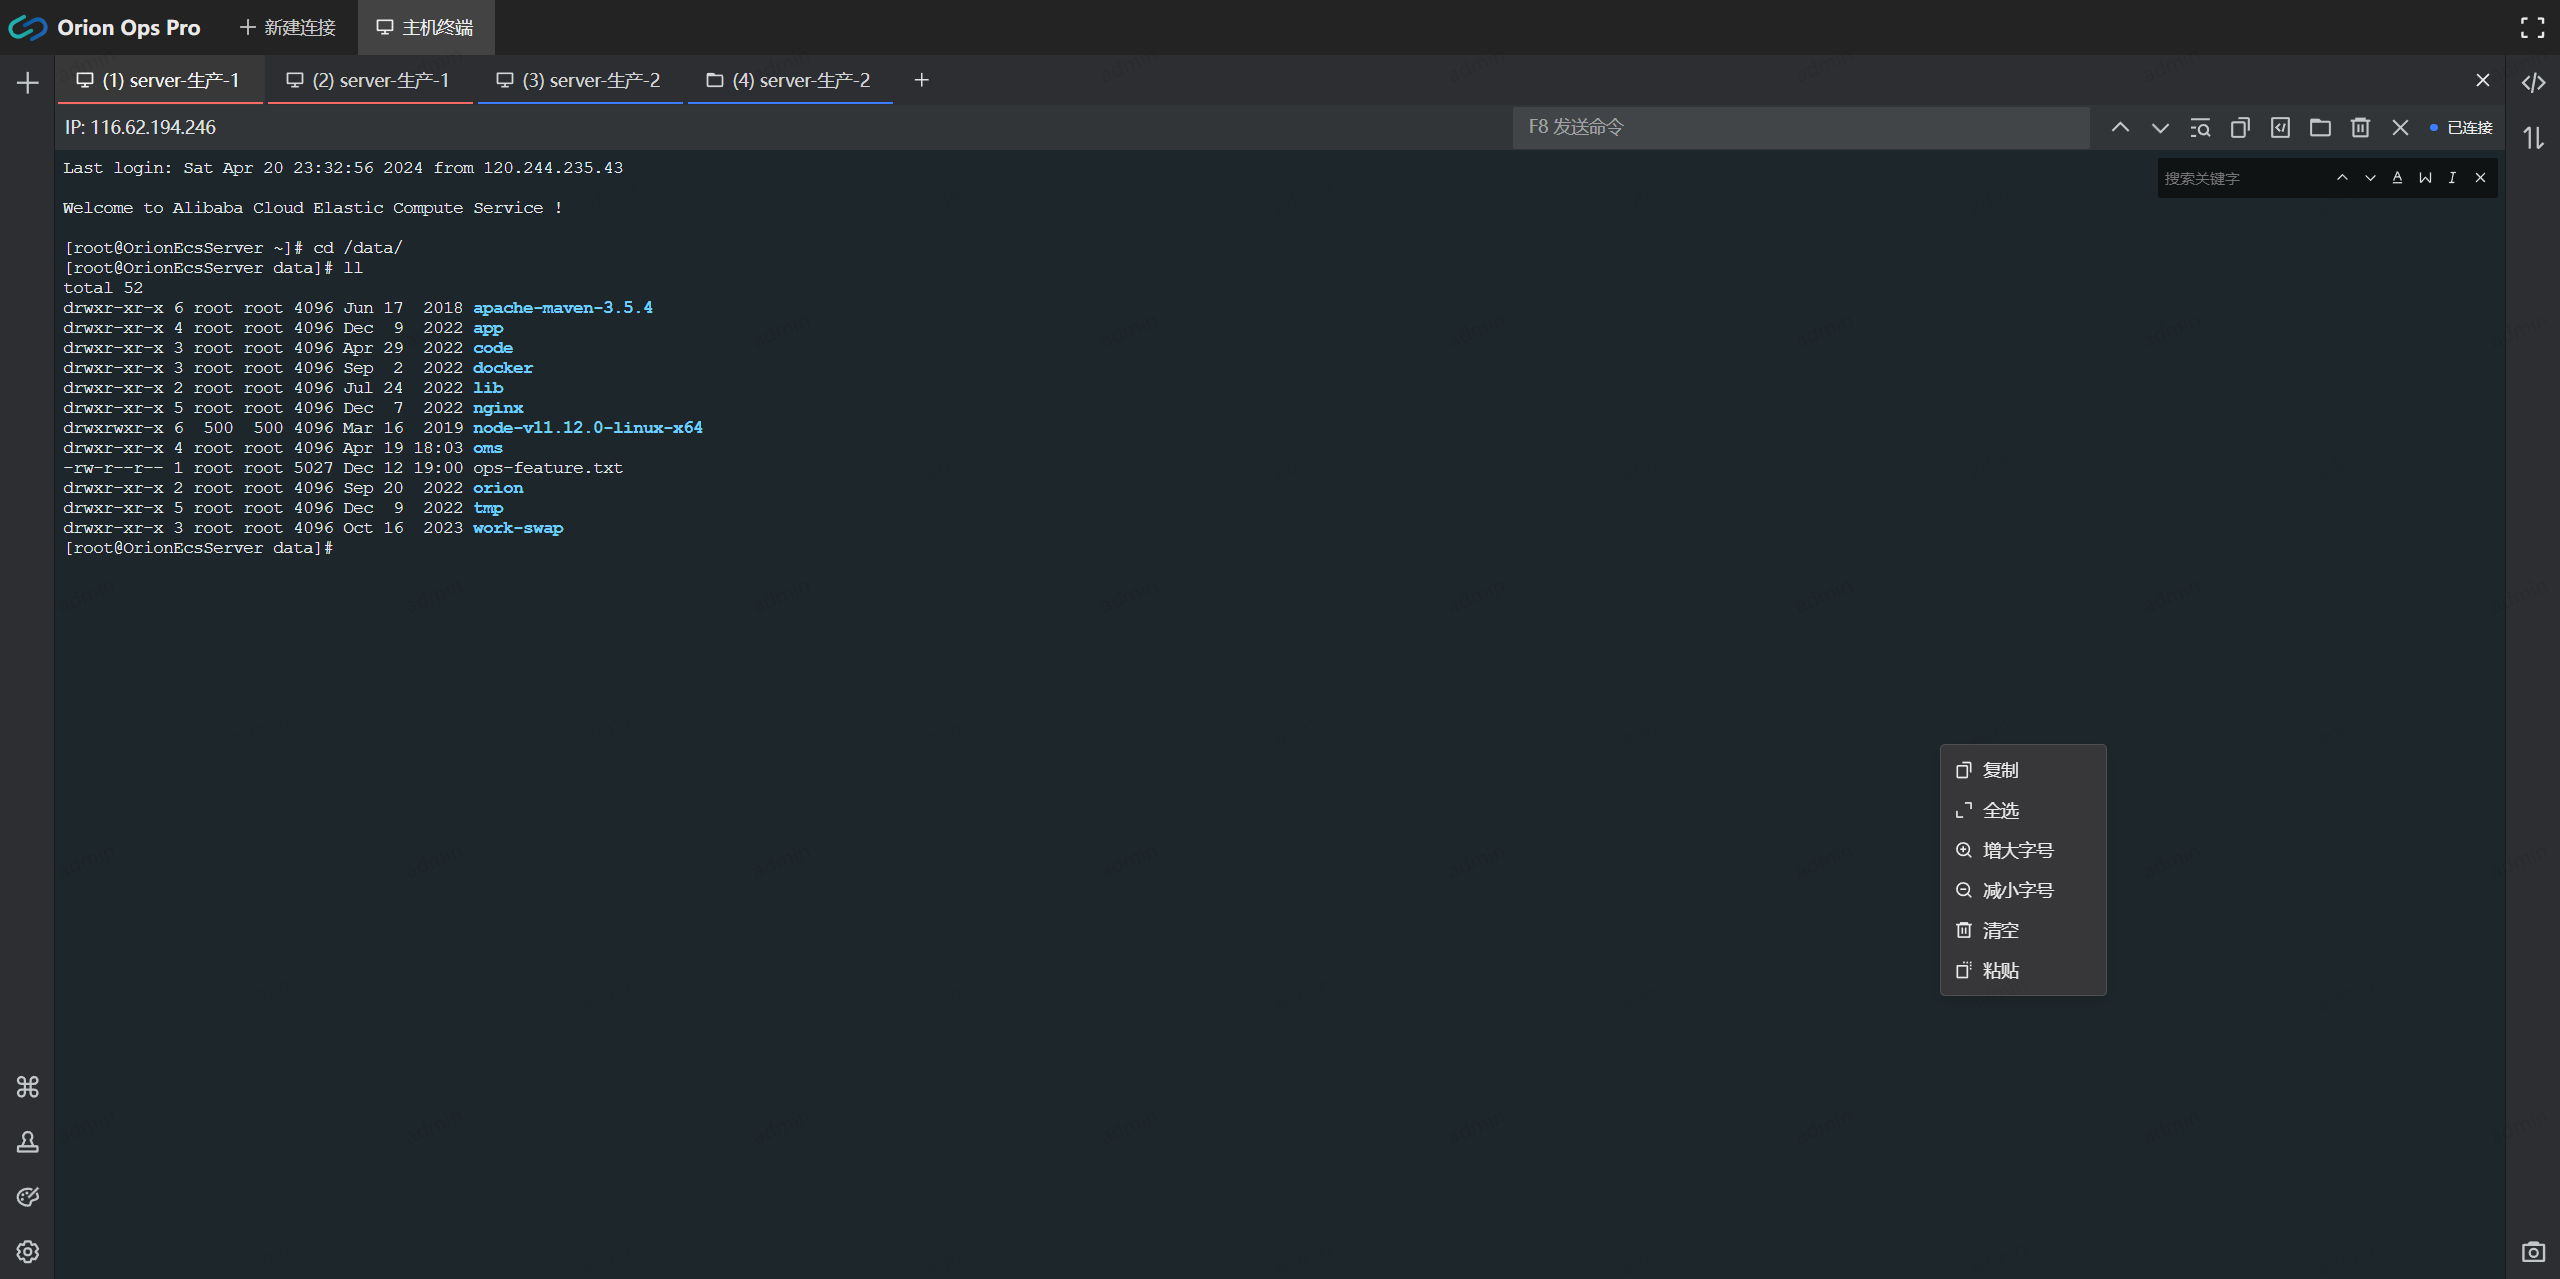 Orion Ops Pro 新建连接 主机终端
(1) server-生产-1 (2) server-生产-1 (3) server-生产-2 (4) server-生产-2
IP: 116.62.194.246 F8 发送命令 已连接
搜索关键字
Last login: Sat Apr 20 23:32:56 2024 from 120.244.235.43
Welcome to Alibaba Cloud Elastic Compute Service !
[root@OrionEcsServer ~]# cd /data/
[root@OrionEcsServer data]# ll
total 52
drwxr-xr-x 6 root root 4096 Jun 17  2018 apache-maven-3.5.4
drwxr-xr-x 4 root root 4096 Dec  9  2022 app
drwxr-xr-x 3 root root 4096 Apr 29  2022 code
drwxr-xr-x 3 root root 4096 Sep  2  2022 docker
drwxr-xr-x 2 root root 4096 Jul 24  2022 lib
drwxr-xr-x 5 root root 4096 Dec  7  2022 nginx
drwxrwxr-x 6  500  500 4096 Mar 16  2019 node-v11.12.0-linux-x64
drwxr-xr-x 4 root root 4096 Apr 19 18:03 oms
-rw-r--r-- 1 root root 5027 Dec 12 19:00 ops-feature.txt
drwxr-xr-x 2 root root 4096 Sep 20  2022 orion
drwxr-xr-x 5 root root 4096 Dec  9  2022 tmp
drwxr-xr-x 3 root root 4096 Oct 16  2023 work-swap
[root@OrionEcsServer data]#
复制
全选
增大字号
减小字号
清空
粘贴